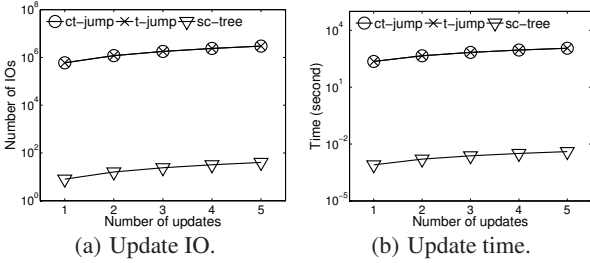 ct-jump t-jump sc-tree
10^8
10^6
10^4
10^2
10^0
Number of IOs
1 2 3 4 5
Number of updates
(a) Update IO.
ct-jump t-jump sc-tree
10^4
10^1
10^-2
10^-5
Time (second)
1 2 3 4 5
Number of updates
(b) Update time.